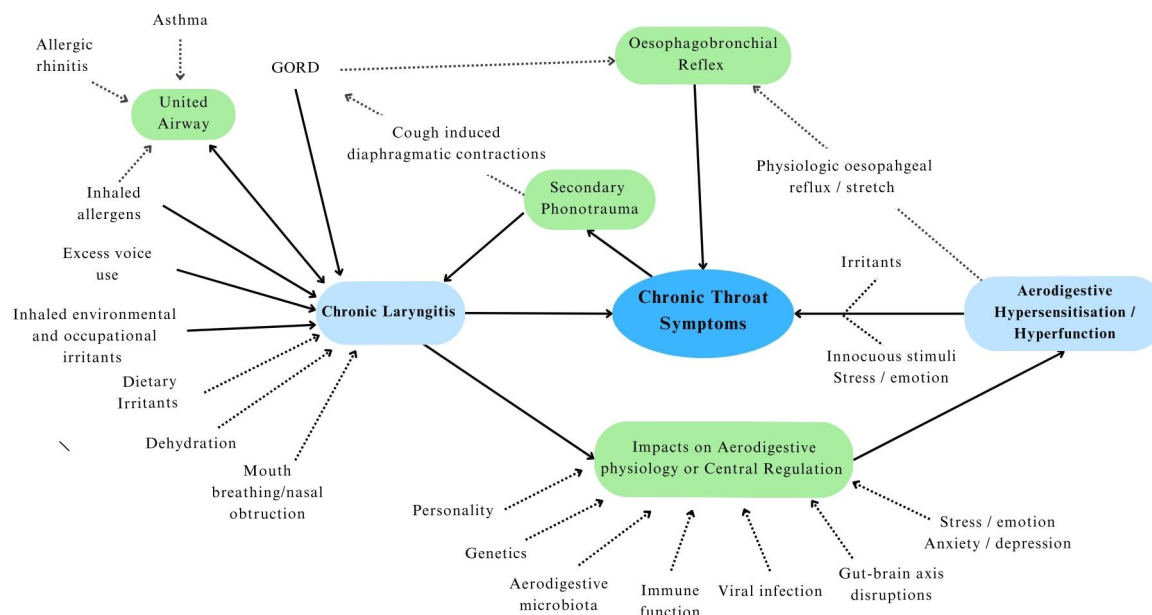 Asthma
Allergic
rhinitis
GORD
Oesophagobronchial
Reflex
United
Airway
Cough induced
diaphragmatic contractions
Physiologic oesopahgeal
reflux / stretch
Inhaled
allergens
Secondary
Phonotrauma
Excess voice
use
Irritants
Chronic Laryngitis
Chronic Throat
Symptoms
Aerodigestive
Hypersensitisation /
Hyperfunction
Inhaled environmental
and occupational
irritants
Innocuous stimuli
Stress / emotion
Dietary
Irritants
Dehydration
Mouth
breathing/nasal
obtruction
Impacts on Aerodigestive
physiology or Central Regulation
Personality
Genetics
Aerodigestive
microbiota
Immune
function
Viral infection
Gut-brain axis
disruptions
Stress / emotion
Anxiety / depression